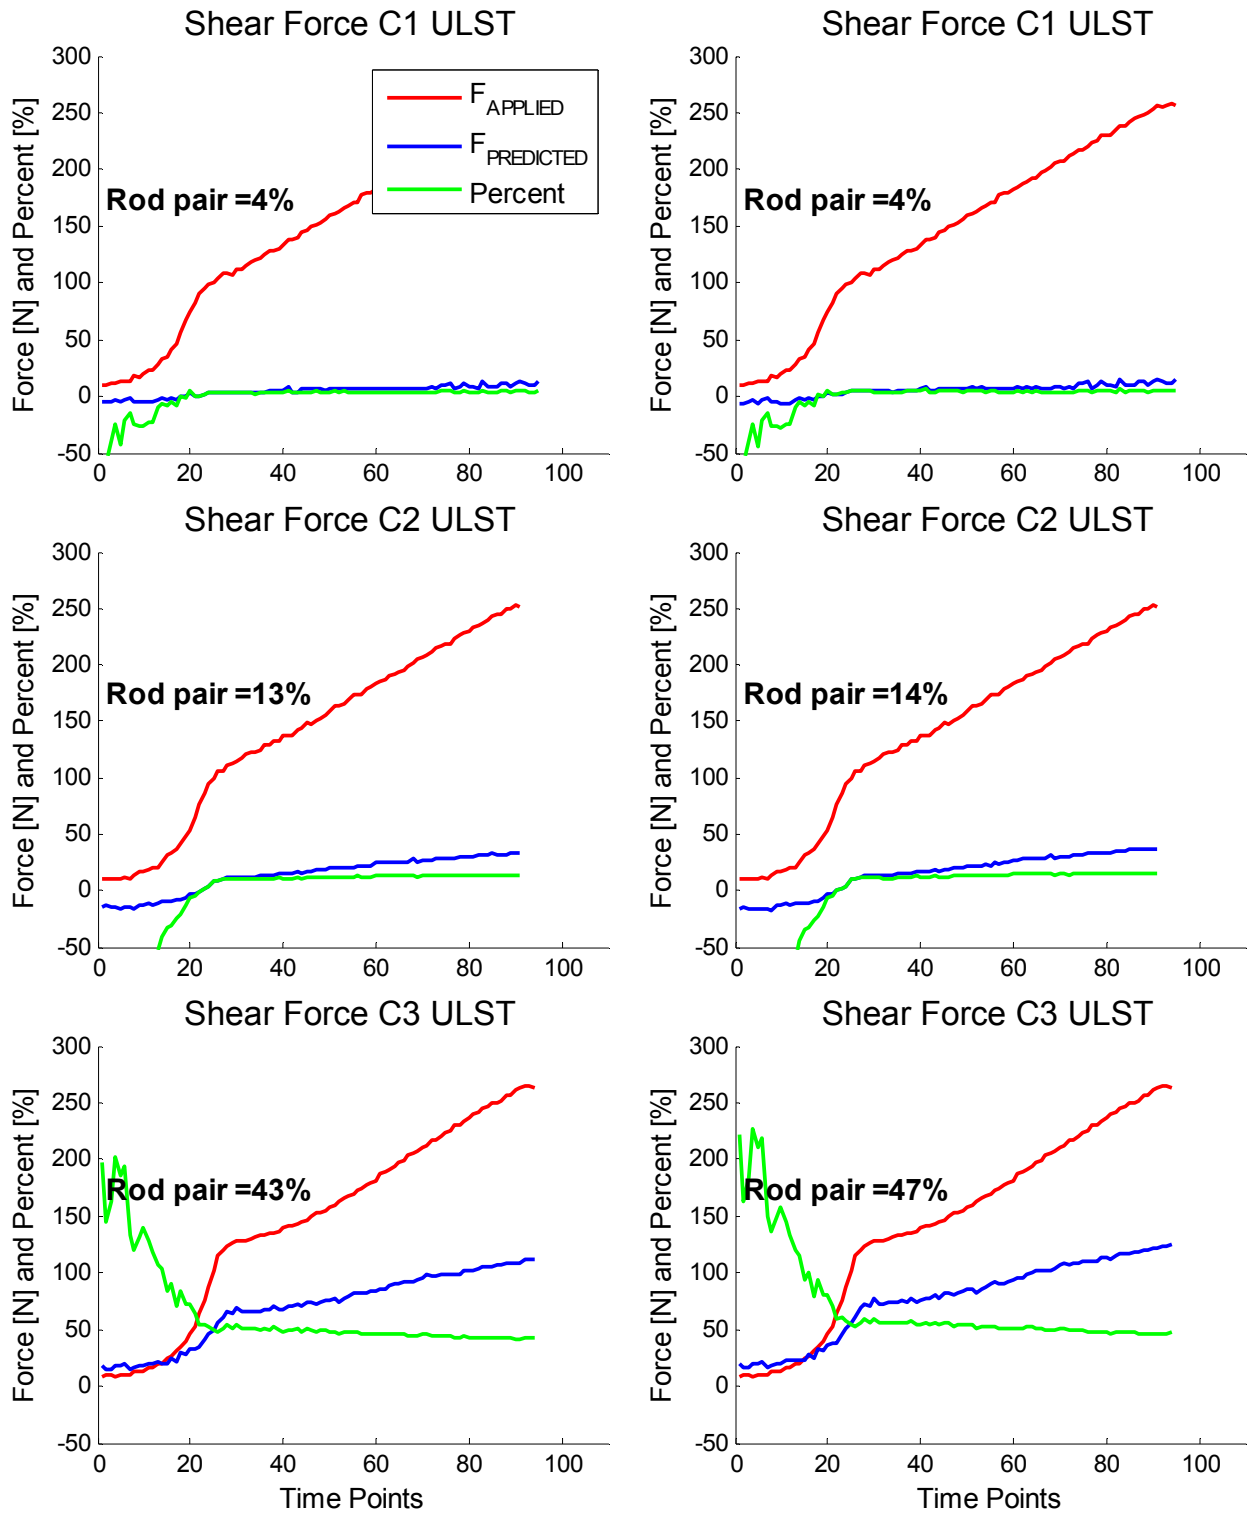 Shear Force C1 ULST
Force [N] and Percent [%]
300
250
200
150
100
50
0
-50
0 20 40 60 80 100
F APPLIED
F PREDICTED
Percent
Rod pair =4%
Shear Force C1 ULST
Force [N] and Percent [%]
300
250
200
150
100
50
0
-50
0 20 40 60 80 100
Rod pair =4%
Shear Force C2 ULST
Force [N] and Percent [%]
300
250
200
150
100
50
0
-50
0 20 40 60 80 100
Rod pair =13%
Shear Force C2 ULST
Force [N] and Percent [%]
300
250
200
150
100
50
0
-50
0 20 40 60 80 100
Rod pair =14%
Shear Force C3 ULST
Force [N] and Percent [%]
300
250
200
150
100
50
0
-50
0 20 40 60 80 100
Rod pair =43%
Time Points
Shear Force C3 ULST
Force [N] and Percent [%]
300
250
200
150
100
50
0
-50
0 20 40 60 80 100
Rod pair =47%
Time Points